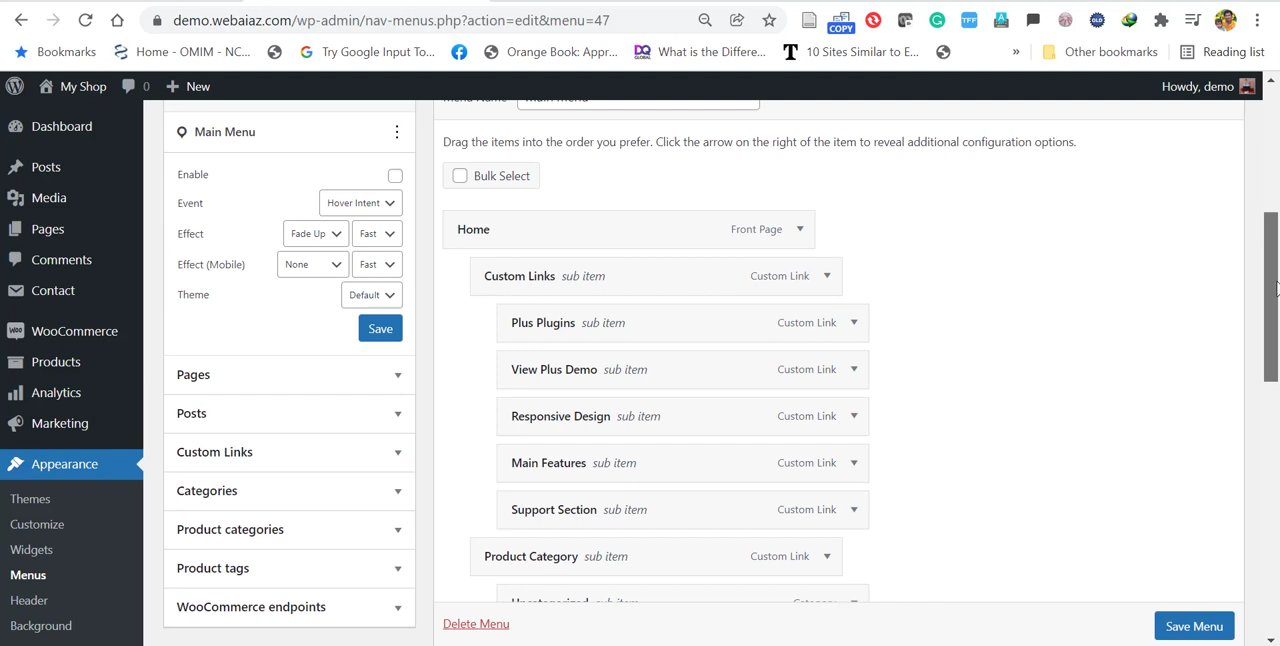 demo.webaiaz.com/wp-admin/nav-menus.php?action=edit&menu=47
COPY
TFF
OLD
Bookmarks
Home - OMIM - NC...
Try Google Input To...
Orange Book: Appr...
DQ GLOBAL
What is the Differe...
T
10 Sites Similar to E...
»
Other bookmarks
Reading list
My Shop
0
New
Howdy, demo
Dashboard
Posts
Media
Pages
Comments
Contact
WooCommerce
Products
Analytics
Marketing
Appearance
Themes
Customize
Widgets
Menus
Header
Background
Main Menu
Enable
Event
Hover Intent
Effect
Fade Up
Fast
Effect (Mobile)
None
Fast
Theme
Default
Save
Pages
Posts
Custom Links
Categories
Product categories
Product tags
WooCommerce endpoints
Drag the items into the order you prefer. Click the arrow on the right of the item to reveal additional configuration options.
Bulk Select
Home Front Page
Custom Links sub item Custom Link
Plus Plugins sub item Custom Link
View Plus Demo sub item Custom Link
Responsive Design sub item Custom Link
Main Features sub item Custom Link
Support Section sub item Custom Link
Product Category sub item Custom Link
Delete Menu
Save Menu